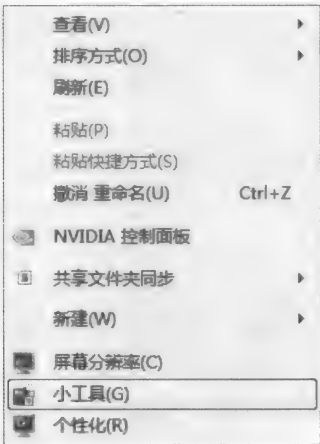 查看(V)
排序方式(O)
刷新(E)
粘贴(P)
粘贴快捷方式(S)
撤消 重命名(U) Ctrl+Z
NVIDIA 控制面板
共享文件夹同步
新建(W)
屏幕分辨率(C)
小工具(G)
个性化(R)